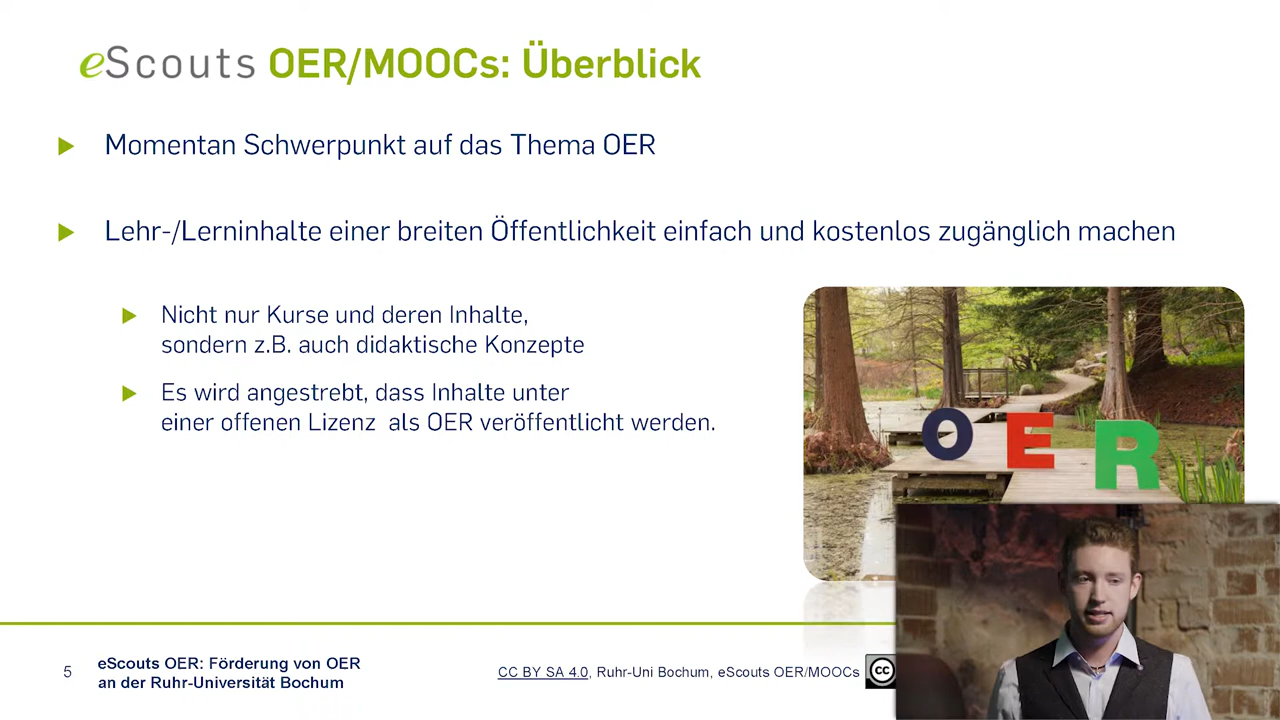 eScouts OER/MOOCs: Überblick
Momentan Schwerpunkt auf das Thema OER
Lehr-/Lerninhalte einer breiten Öffentlichkeit einfach und kostenlos zugänglich machen
Nicht nur Kurse und deren Inhalte,
sondern z.B. auch didaktische Konzepte
Es wird angestrebt, dass Inhalte unter
einer offenen Lizenz als OER veröffentlicht werden.
O E R
5
eScouts OER: Förderung von OER
an der Ruhr-Universität Bochum
CC BY SA 4.0, Ruhr-Uni Bochum, eScouts OER/MOOCs
cc